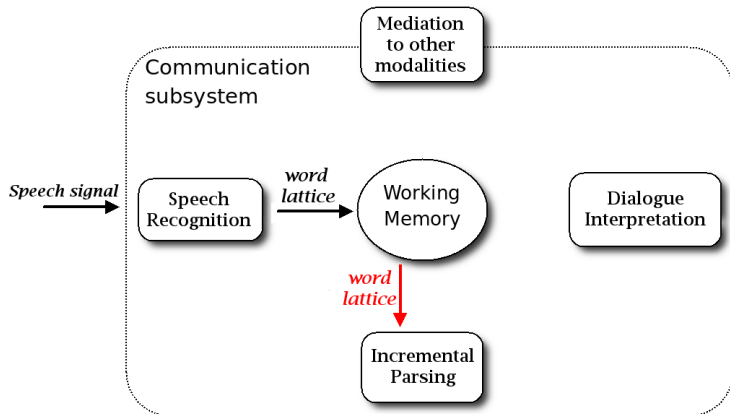 Mediation
to other
modalities
Communication
subsystem
Speech signal
Speech
Recognition
word
lattice
Working
Memory
Dialogue
Interpretation
word
lattice
Incremental
Parsing